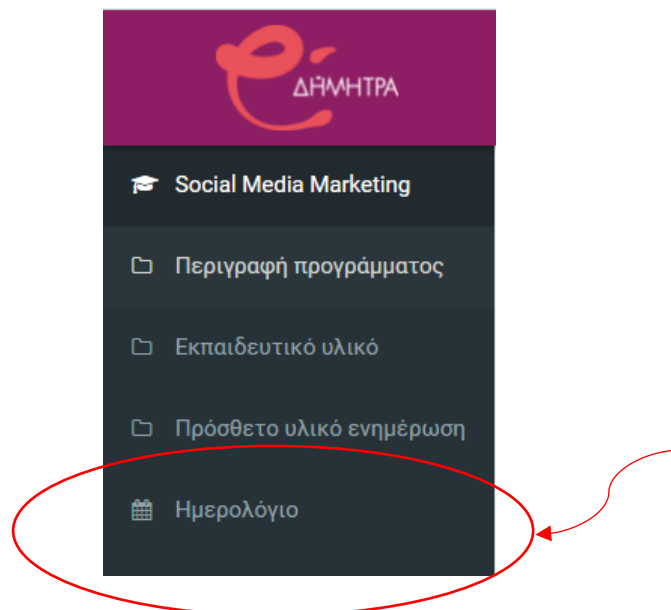 ΔΗΜΗΤΡΑ
Social Media Marketing
Περιγραφή προγράμματος
Εκπαιδευτικό υλικό
Πρόσθετο υλικό ενημέρωση
Ημερολόγιο